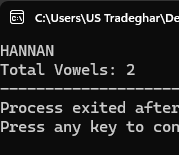 C:\Users\US Tradeghar\De
HANNAN
Total Vowels: 2
--------------------
Process exited after
Press any key to con